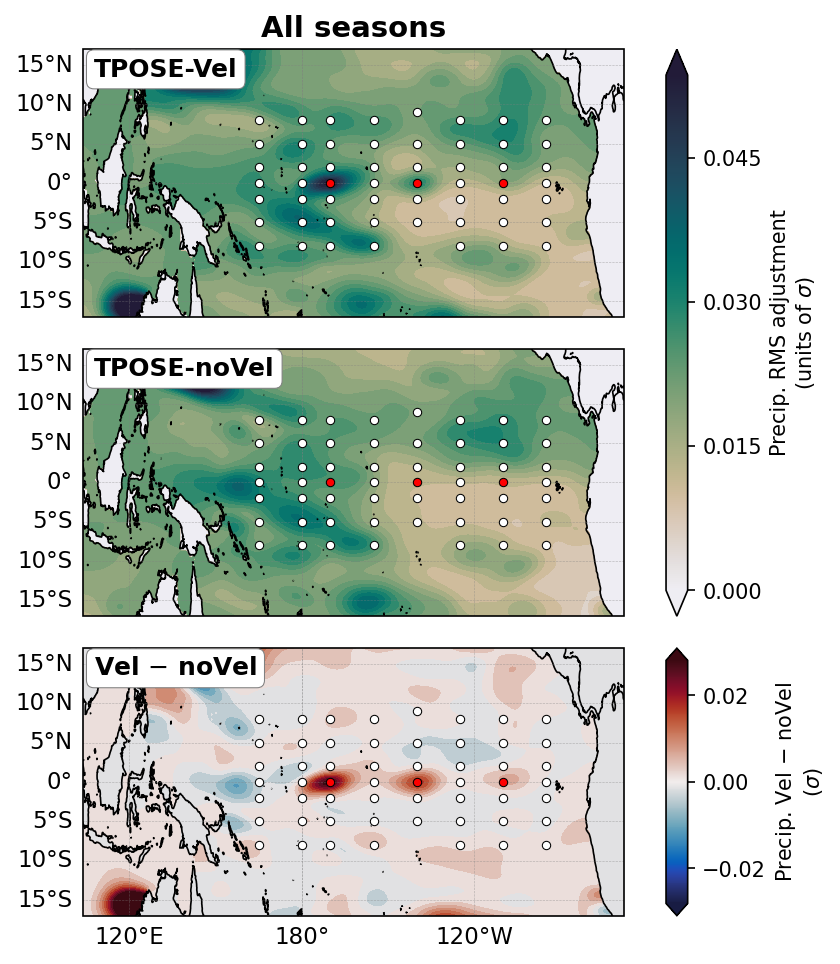 All seasons
TPOSE-Vel
15°N
10°N
5°N
0°
5°S
10°S
15°S
TPOSE-noVel
15°N
10°N
5°N
0°
5°S
10°S
15°S
0.045
0.030
0.015
0.000
Precip. RMS adjustment
(units of σ)
Vel − noVel
15°N
10°N
5°N
0°
5°S
10°S
15°S
120°E
180°
120°W
0.02
0.00
−0.02
Precip. Vel − noVel
(σ)